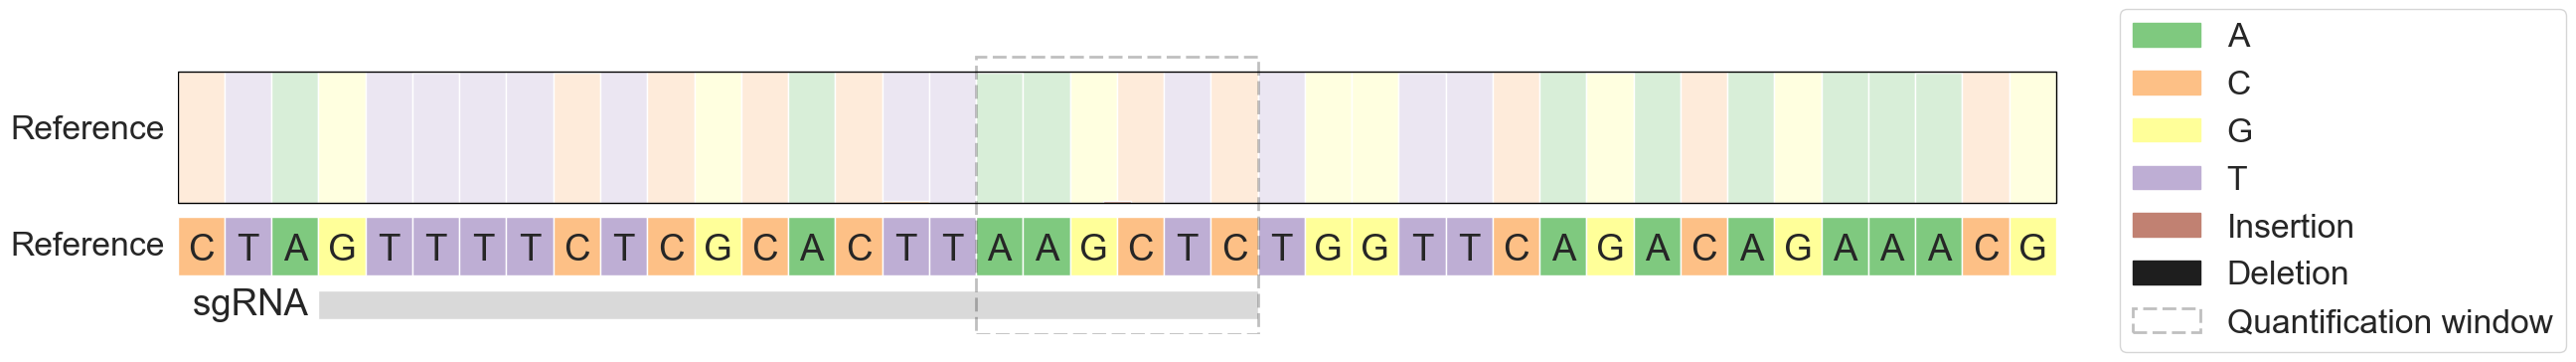 Reference
Reference C T A G T T T T C T C G C A C T T A A G C T C T G G T T C A G A C A G A A A C G
sgRNA
A
C
G
T
Insertion
Deletion
Quantification window